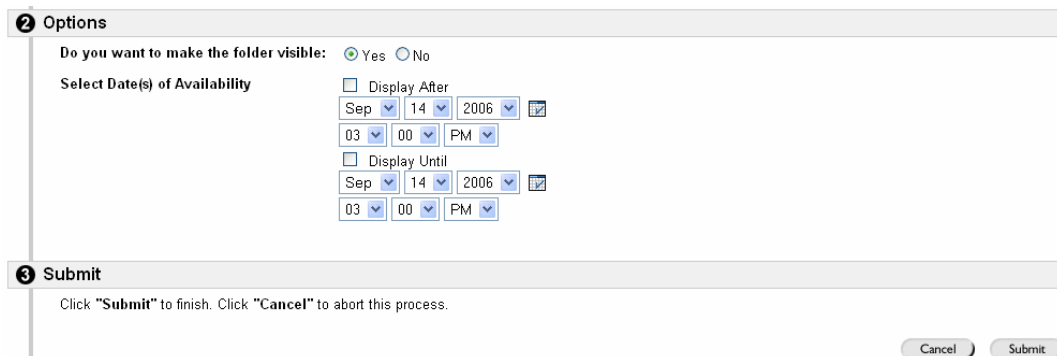 2 Options
Do you want to make the folder visible: Yes No
Select Date(s) of Availability Display After
Sep 14 2006
03 00 PM
Display Until
Sep 14 2006
03 00 PM
3 Submit
Click "Submit" to finish. Click "Cancel" to abort this process.
Cancel Submit